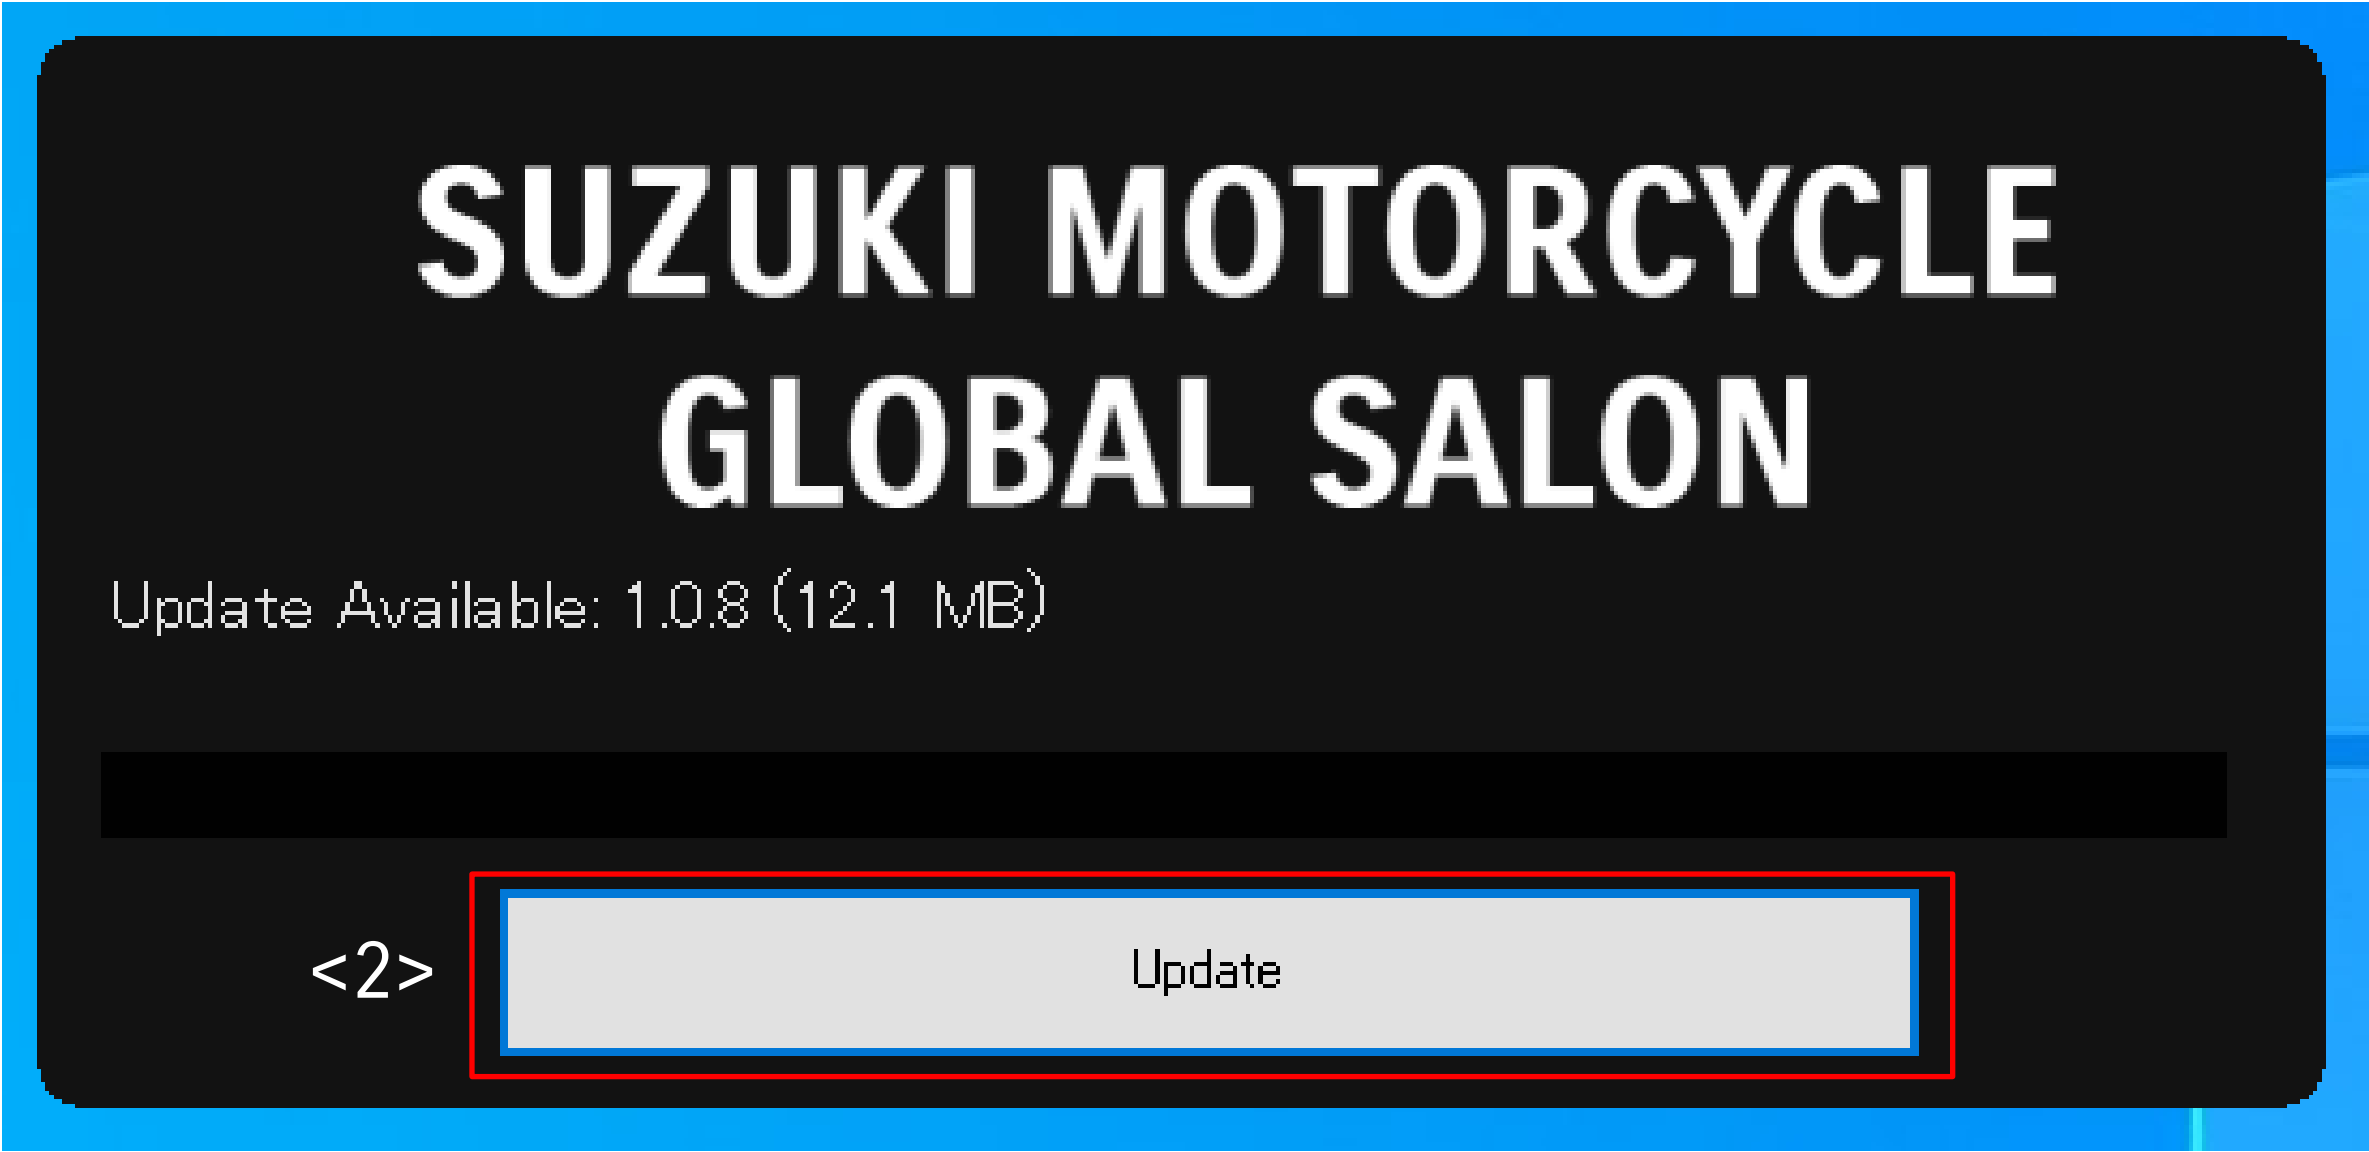 SUZUKI MOTORCYCLE
GLOBAL SALON
Update Available: 1.0.8 (12.1 MB)
<2>
Update